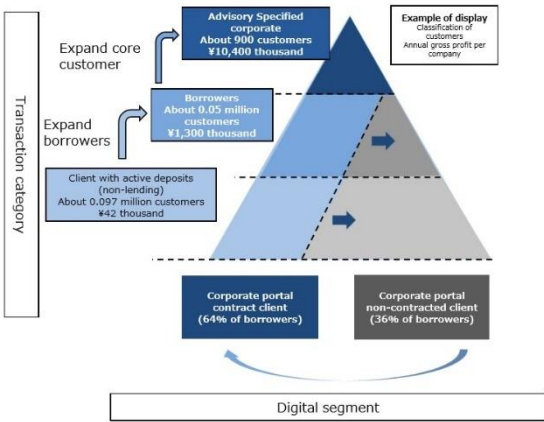 Advisory Specified
corporate
About 900 customers
¥10,400 thousand
Example of display
Classification of
customers
Annual gross profit per
company
Expand core
customer
Borrowers
About 0.05 million
customers
¥1,300 thousand
Expand
borrowers
Client with active deposits
(non-lending)
About 0.097 million customers
¥42 thousand
Transaction category
Corporate portal
contract client
(64% of borrowers)
Corporate portal
non-contracted client
(36% of borrowers)
Digital segment